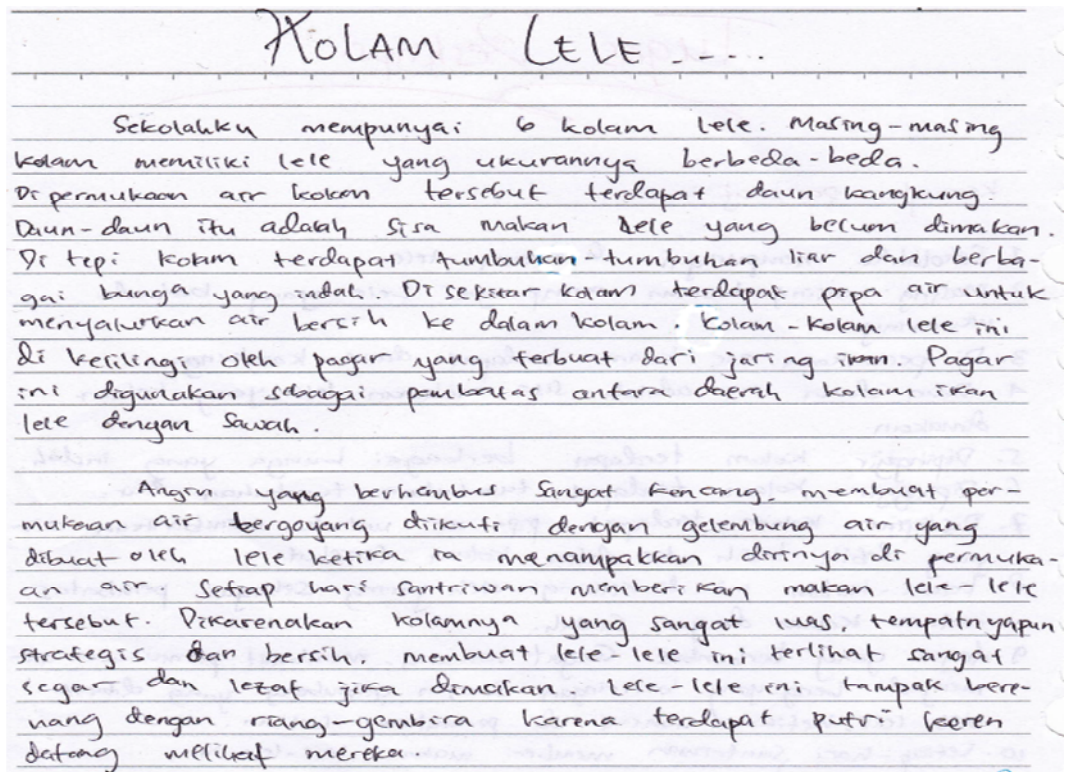 KOLAM LELE....
Sekolahku mempunyai 6 kolam lele. Masing-masing
kolam memiliki lele yang ukurannya berbeda-beda.
Di permukaan air kolam tersebut terdapat daun kangkung.
Daun-daun itu adalah sisa makan lele yang belum dimakan.
Di tepi kolam terdapat tumbuhan-tumbuhan liar dan berba-
gai bunga yang indah. Di sekitar kolam terdapat pipa air untuk
menyalurkan air bersih ke dalam kolam. Kolam-kolam lele ini
di kelilingi oleh pagar yang terbuat dari jaring ikan. Pagar
ini digunakan sebagai pembatas antara daerah kolam ikan
lele dengan sawah.
Angin yang berhembus sangat kencang membuat per-
mukaan air bergoyang diikuti dengan gelembung air yang
dibuat oleh lele ketika ia menampakkan dirinya di permuka-
an air. Setiap hari santriwan memberikan makan lele-lele
tersebut. Dikarenakan kolamnya yang sangat luas, tempatnyapun
strategis dan bersih, membuat lele-lele ini terlihat sangat
segar dan lezat jika dimakan. Lele-lele ini tampak bere-
nang dengan riang-gembira karena terdapat putri keren
datang melihat mereka.